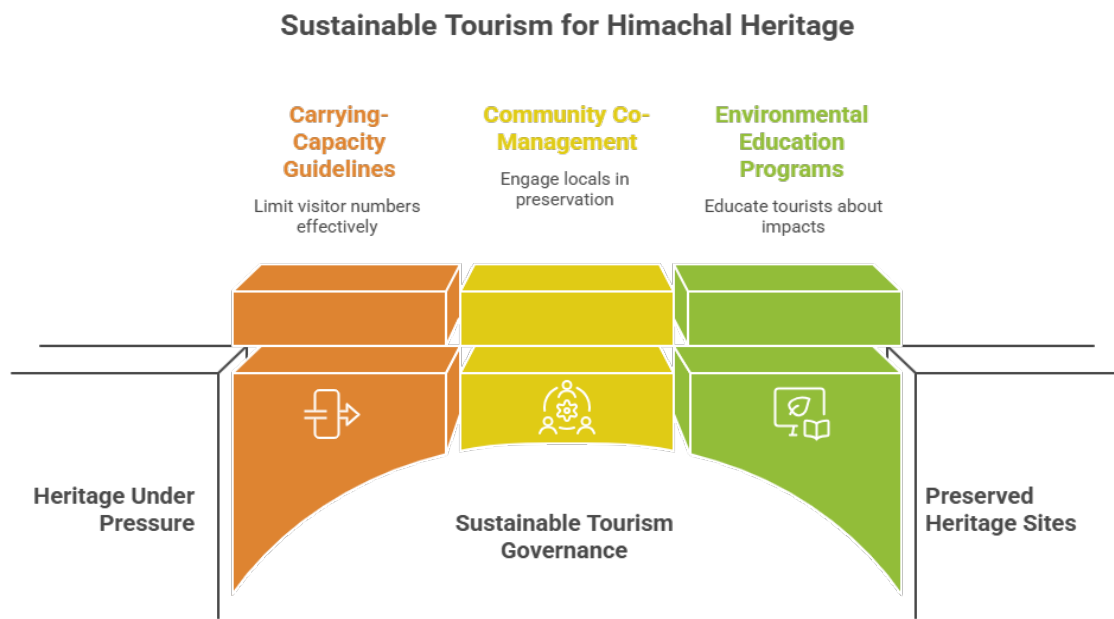 Sustainable Tourism for Himachal Heritage
Carrying-
Capacity
Guidelines
Limit visitor numbers
effectively
Community Co-
Management
Engage locals in
preservation
Environmental
Education
Programs
Educate tourists about
impacts
Heritage Under
Pressure
Sustainable Tourism
Governance
Preserved
Heritage Sites